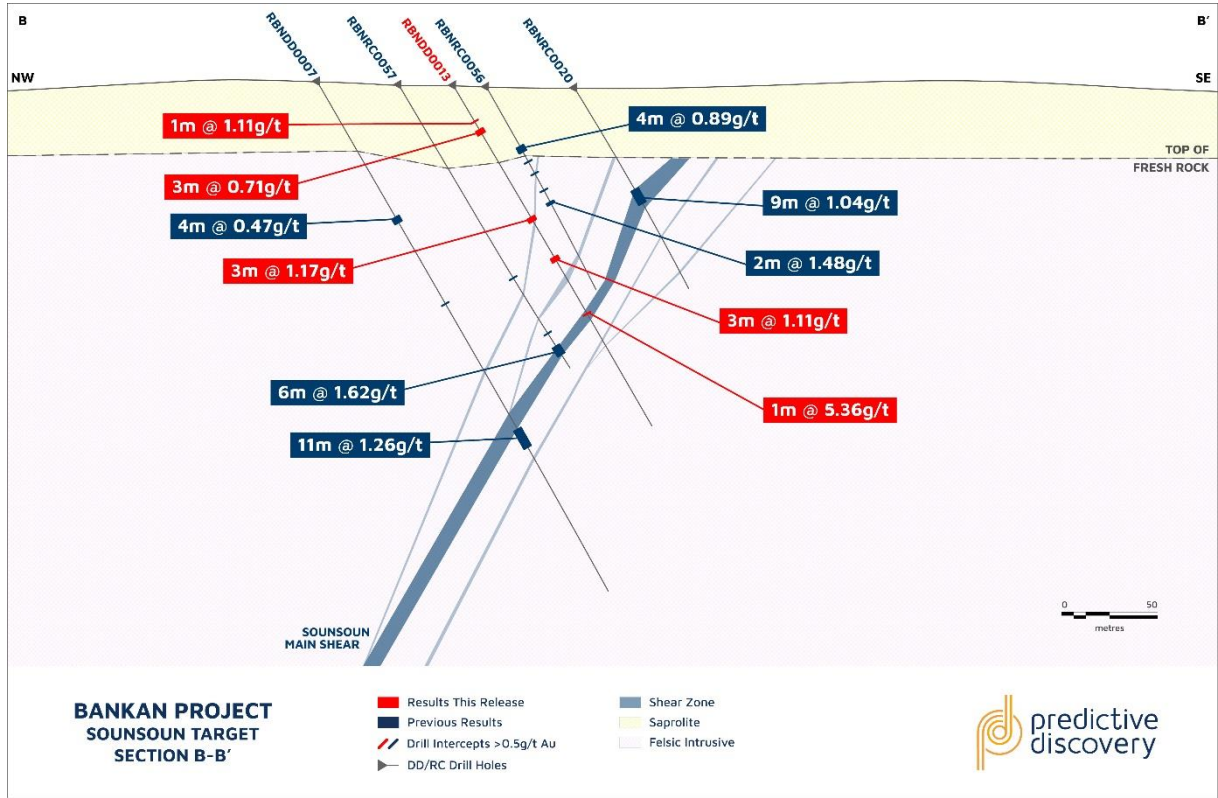 B
B'
NW
SE
RBNDD0007
RBNRC0057
RBNDD0013
RBNRC0056
RBNRC0020
1m @ 1.11g/t
4m @ 0.89g/t
TOP OF
FRESH ROCK
3m @ 0.71g/t
9m @ 1.04g/t
4m @ 0.47g/t
2m @ 1.48g/t
3m @ 1.17g/t
3m @ 1.11g/t
6m @ 1.62g/t
1m @ 5.36g/t
11m @ 1.26g/t
0 50
metres
SOUNSOUN
MAIN SHEAR
BANKAN PROJECT
SOUNSOUN TARGET
SECTION B-B'
Results This Release
Previous Results
Drill Intercepts >0.5g/t Au
DD/RC Drill Holes
Shear Zone
Saprolite
Felsic Intrusive
predictive
discovery